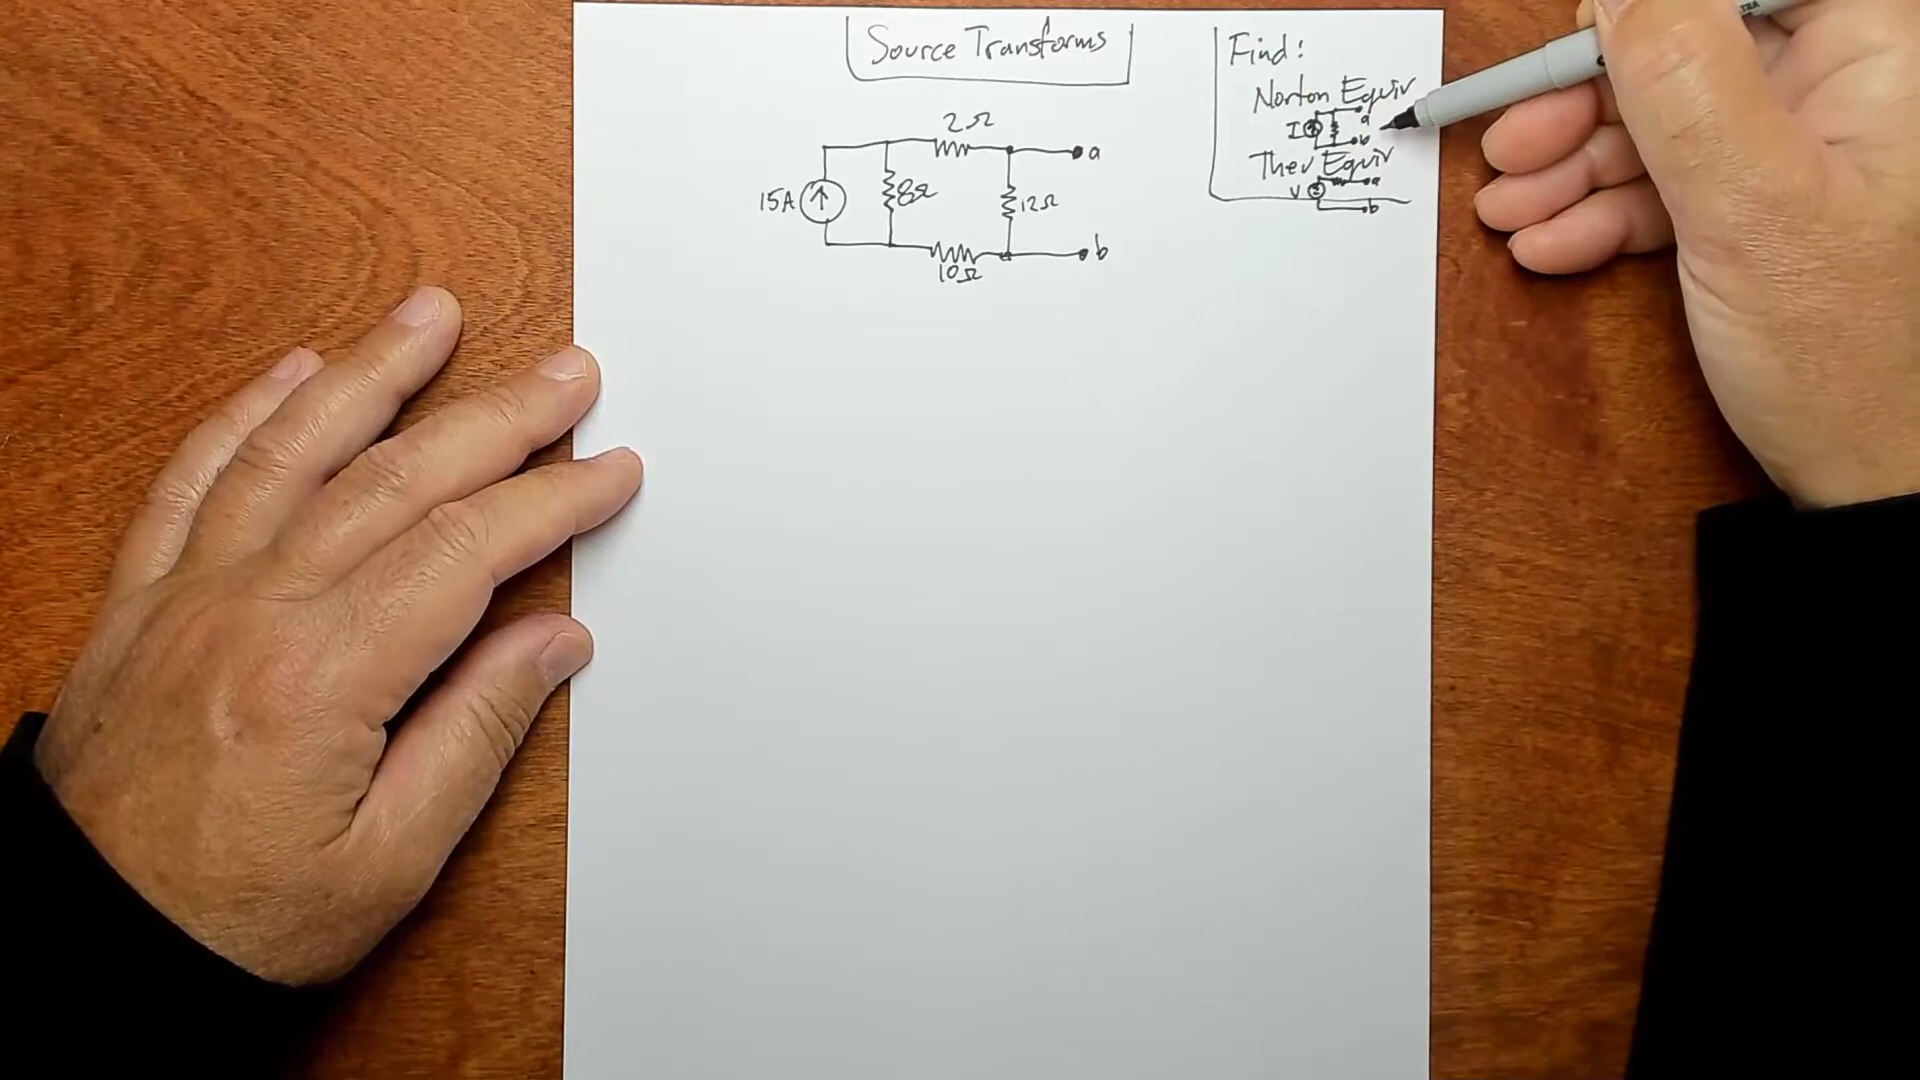 Source Transforms
Find:
Norton Equiv
I
a
b
Thev Equiv
V
a
b
2Ω
a
15A
8Ω
12Ω
b
10Ω